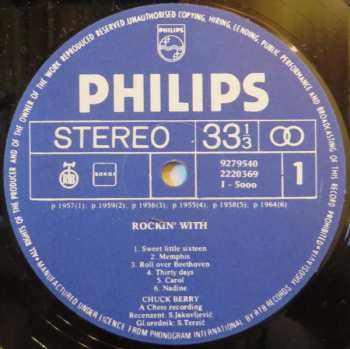 PHILIPS
STEREO
33 1/3
9279540
2220369
I - 5000
1
RTB
SOKOJ
p 1957(1); p 1959(2); p 1956(3); p 1955(4); p 1958(5); p 1964(6)
ROCKIN' WITH
1. Sweet little sixteen
2. Memphis
3. Roll over Beethoven
4. Thirty days
5. Carol
6. Nadine
CHUCK BERRY
A Chess recording
Recenzent: S.Jakovljević
Gl.urednik: S.Terzić
ALL RIGHTS OF THE PRODUCER AND OF THE OWNER OF THE WORK REPRODUCED RESERVED UNAUTHORISED COPYING, HIRING, LENDING, PUBLIC PERFORMANCE AND BROADCASTING OF THIS RECORD PROHIBITED
MANUFACTURED UNDER LICENCE FROM PHONOGRAM INTERNATIONAL BY RTB RECORDS YUGOSLAVIA